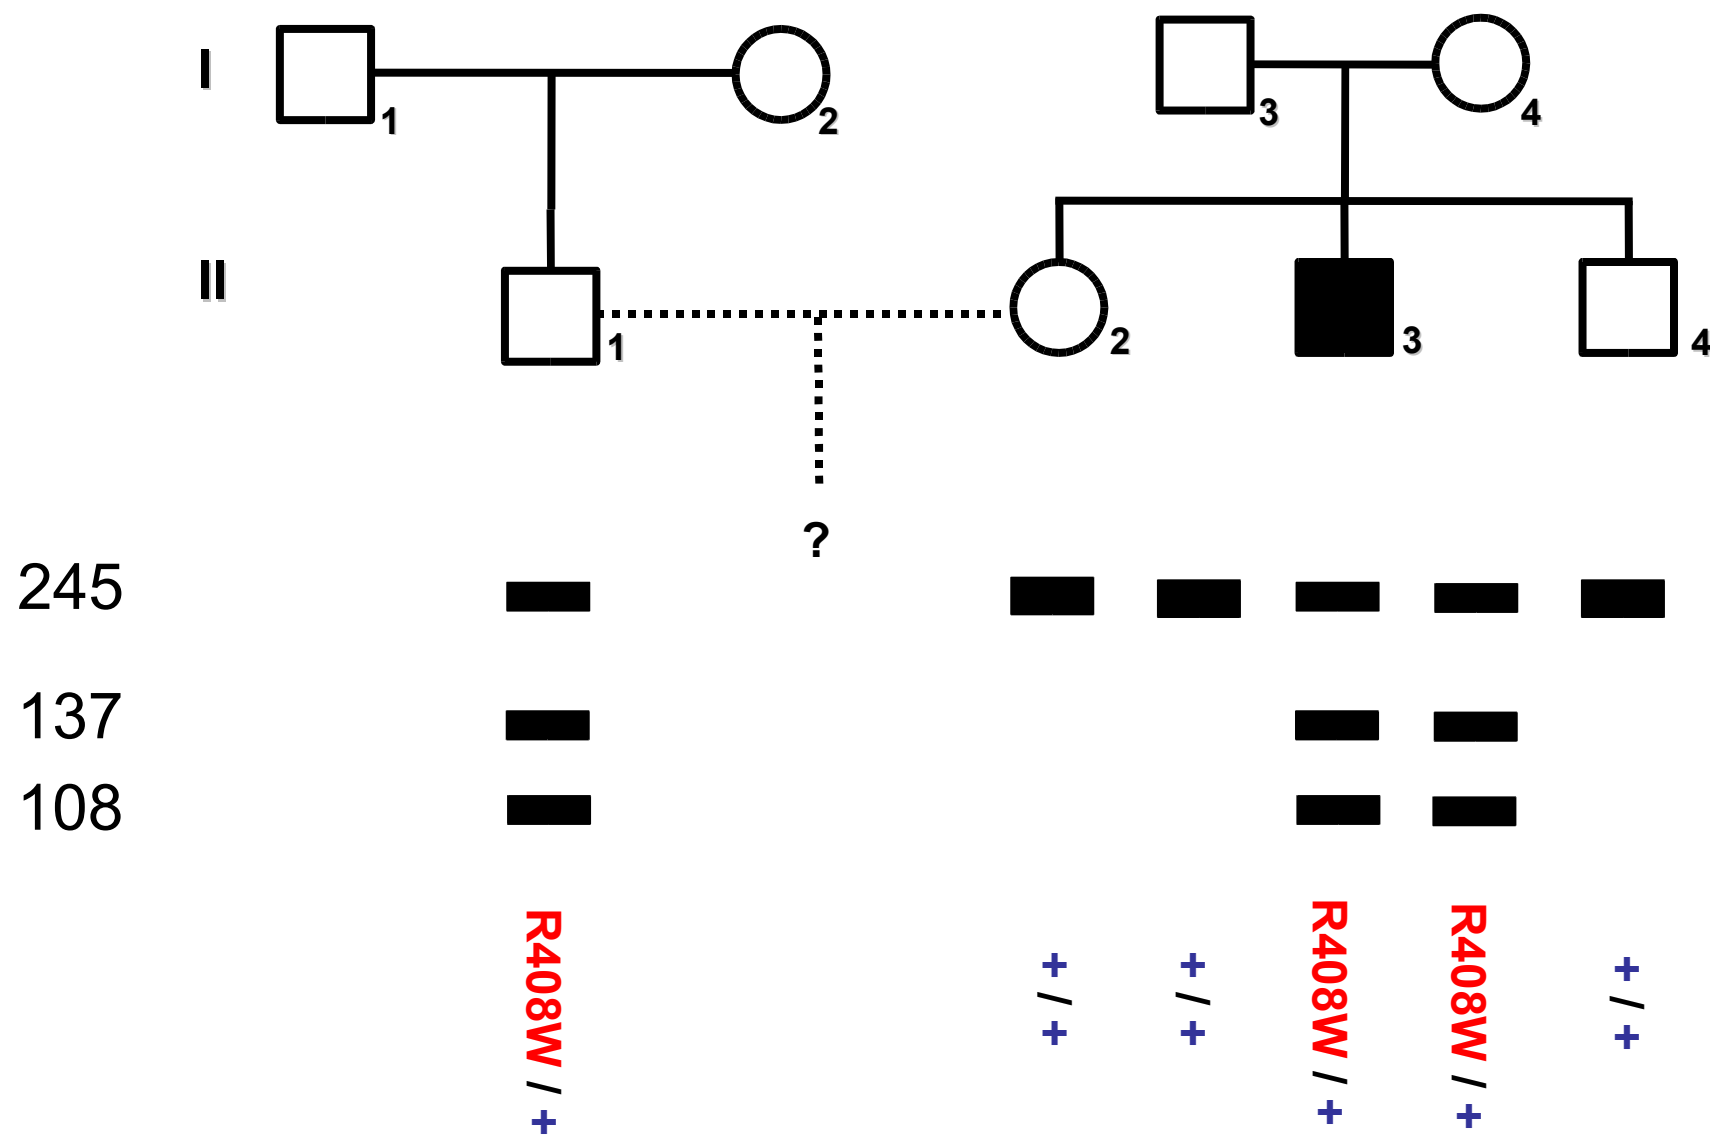 I
1
2
3
4
II
1
2
3
4
?
245
137
108
R408W / +
+ / +
+ / +
R408W / +
R408W / +
+ / +